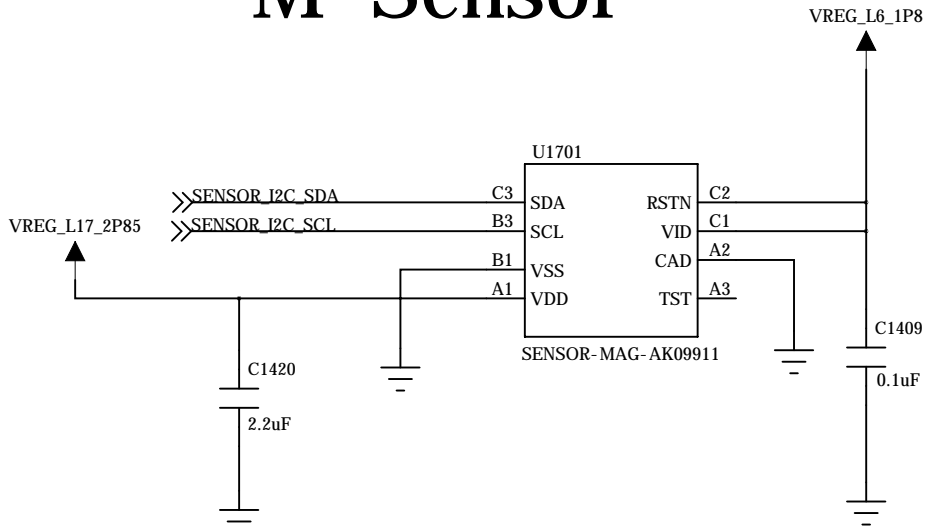 M-Sensor
VREG_L6_1P8
U1701
SENSOR_I2C_SDA
C3
SDA
RSTN
C2
VREG_L17_2P85
SENSOR_I2C_SCL
B3
SCL
VID
C1
B1
VSS
CAD
A2
A1
VDD
TST
A3
SENSOR-MAG-AK09911
C1409
0.1uF
C1420
2.2uF